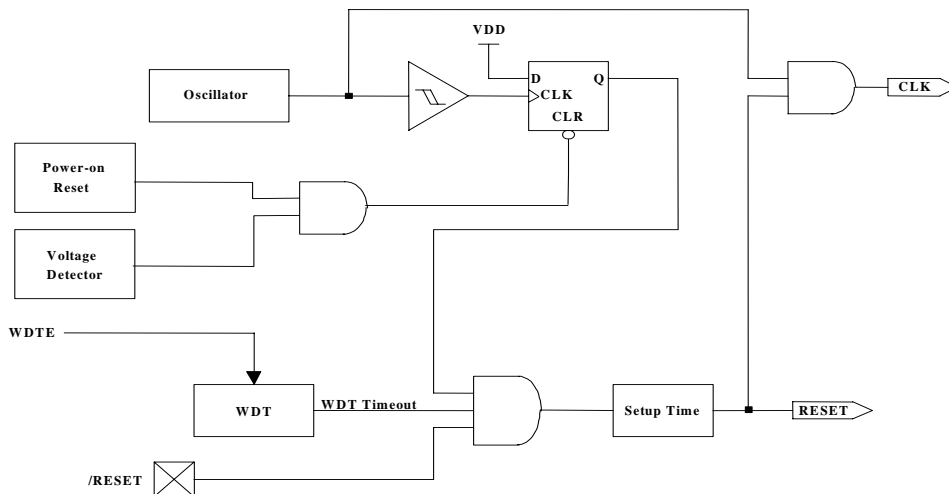 VDD
Oscillator
D
Q
CLK
CLR
CLK
Power-on
Reset
Voltage
Detector
WDTE
WDT
WDT Timeout
Setup Time
RESET
/RESET